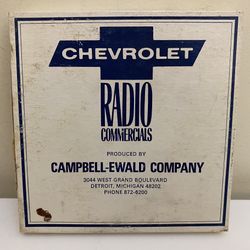 CHEVROLET
RADIO
COMMERCIALS
PRODUCED BY
CAMPBELL-EWALD COMPANY
3044 WEST GRAND BOULEVARD
DETROIT, MICHIGAN 48202
PHONE 872-6200